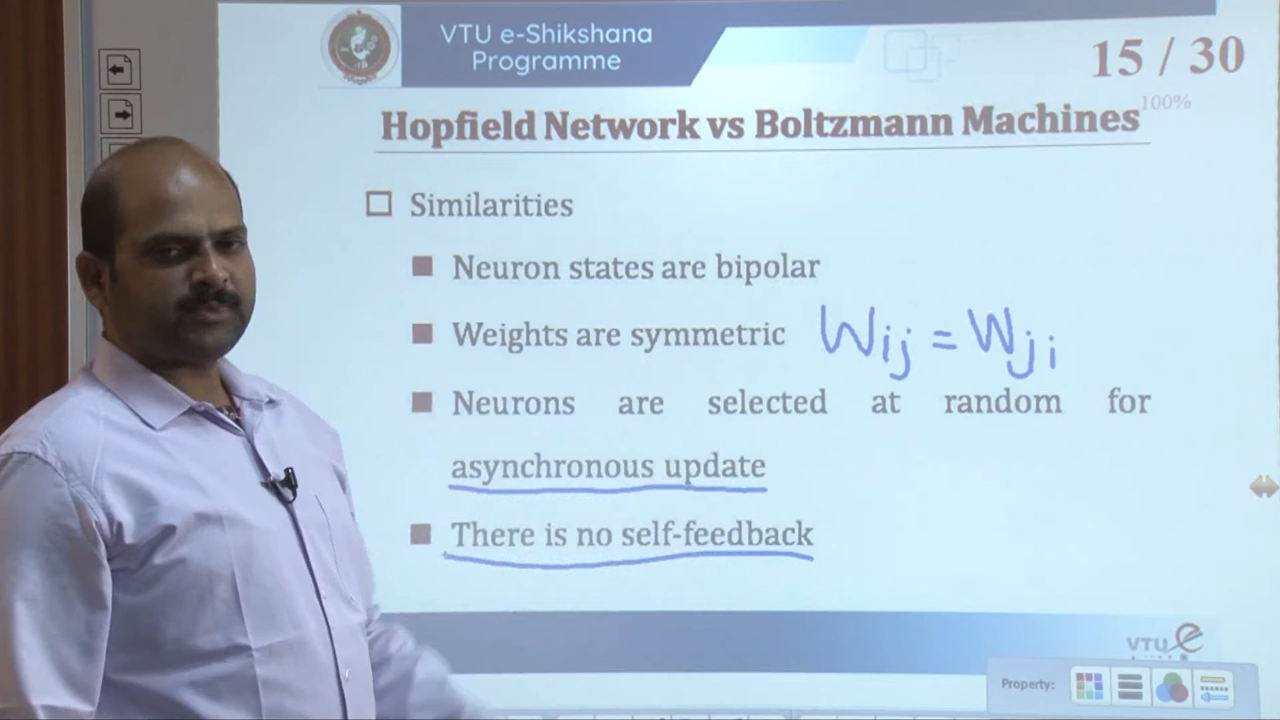 VTU e-Shikshana
Programme
15 / 30
100%
Hopfield Network vs Boltzmann Machines
Similarities
Neuron states are bipolar
Weights are symmetric Wij = Wji
Neurons are selected at random for
asynchronous update
There is no self-feedback
VTU e
Property: